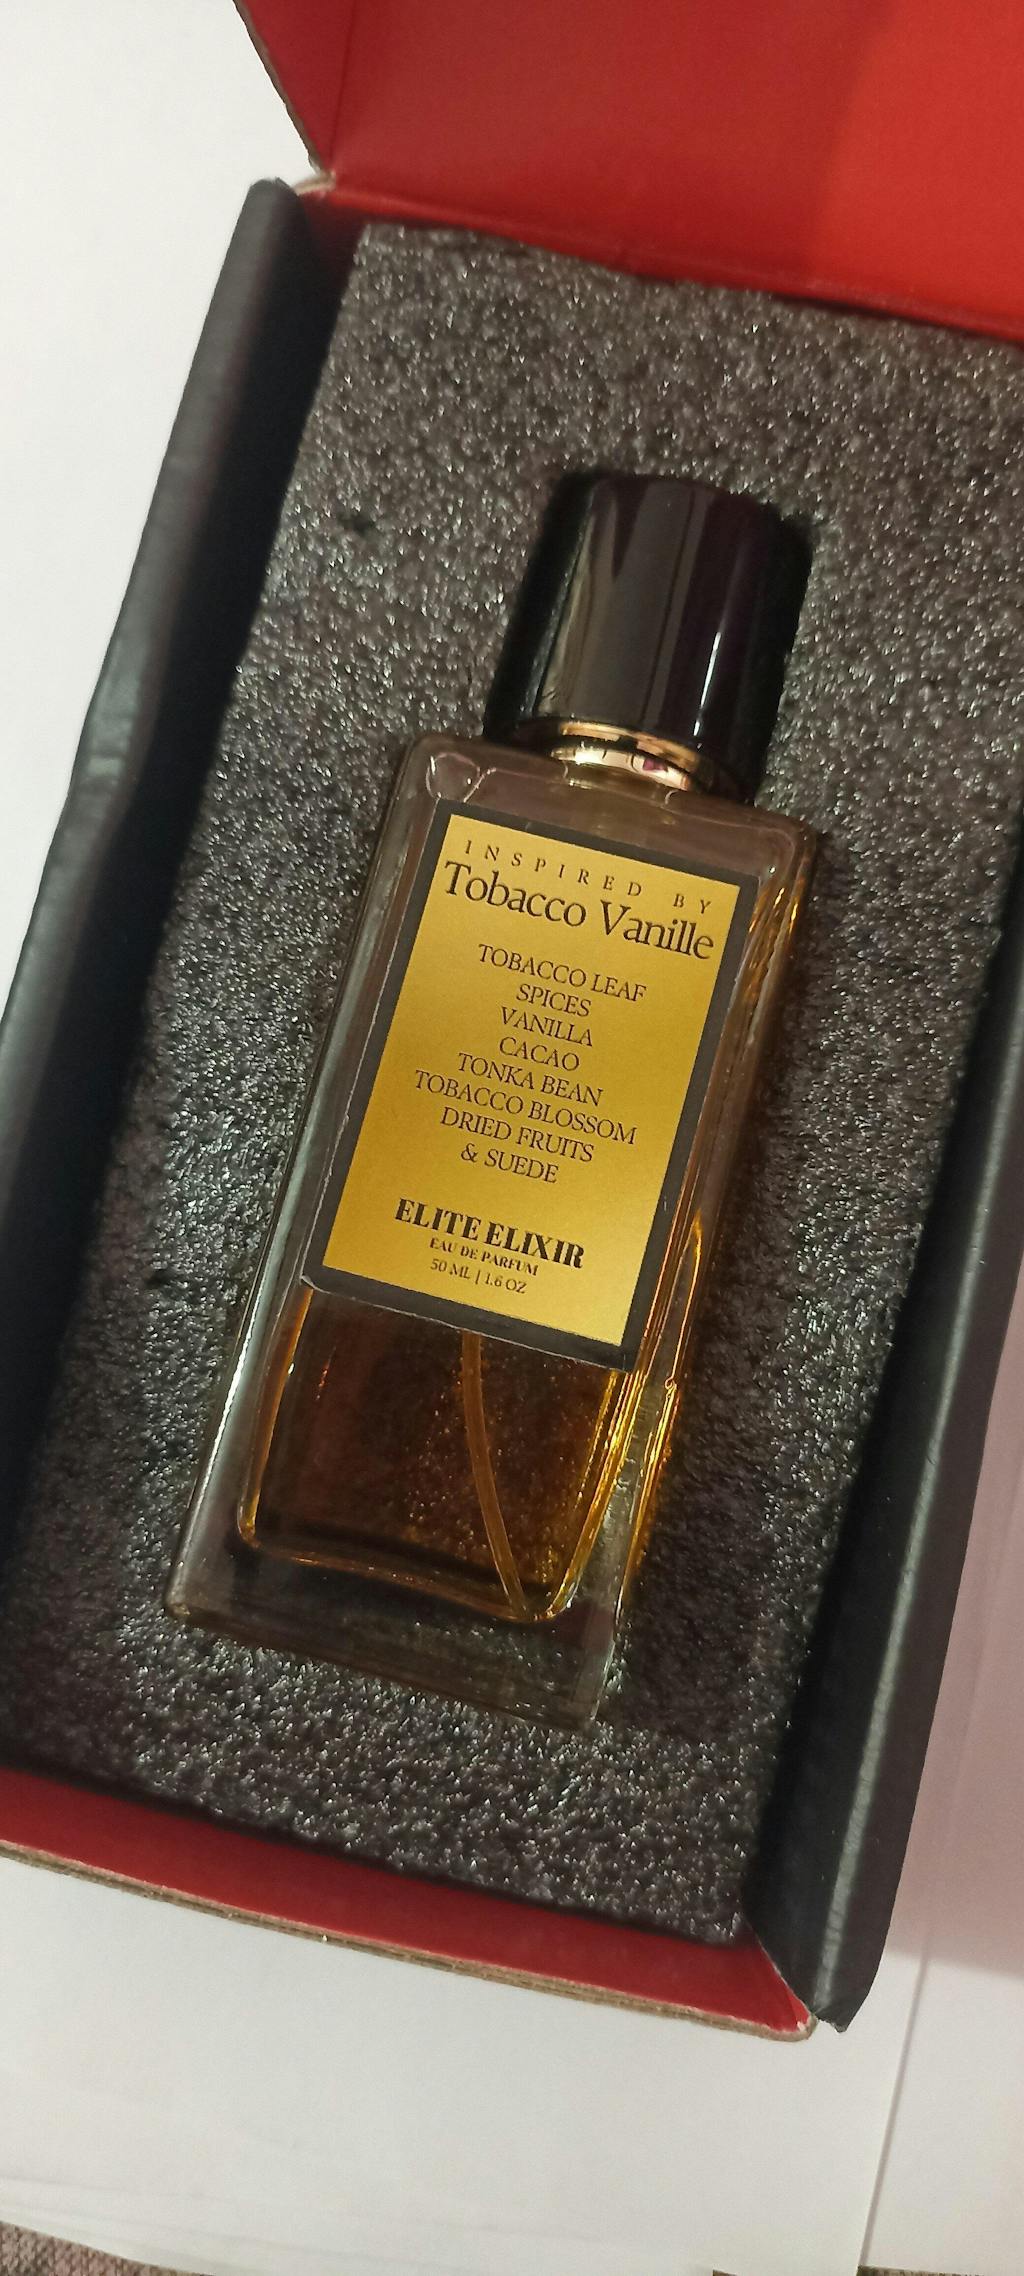 INSPIRED BY
Tobacco Vanille
TOBACCO LEAF
SPICES
VANILLA
CACAO
TONKA BEAN
TOBACCO BLOSSOM
DRIED FRUITS
& SUEDE
ELITE ELIXIR
EAU DE PARFUM
50 ML | 1.6 OZ